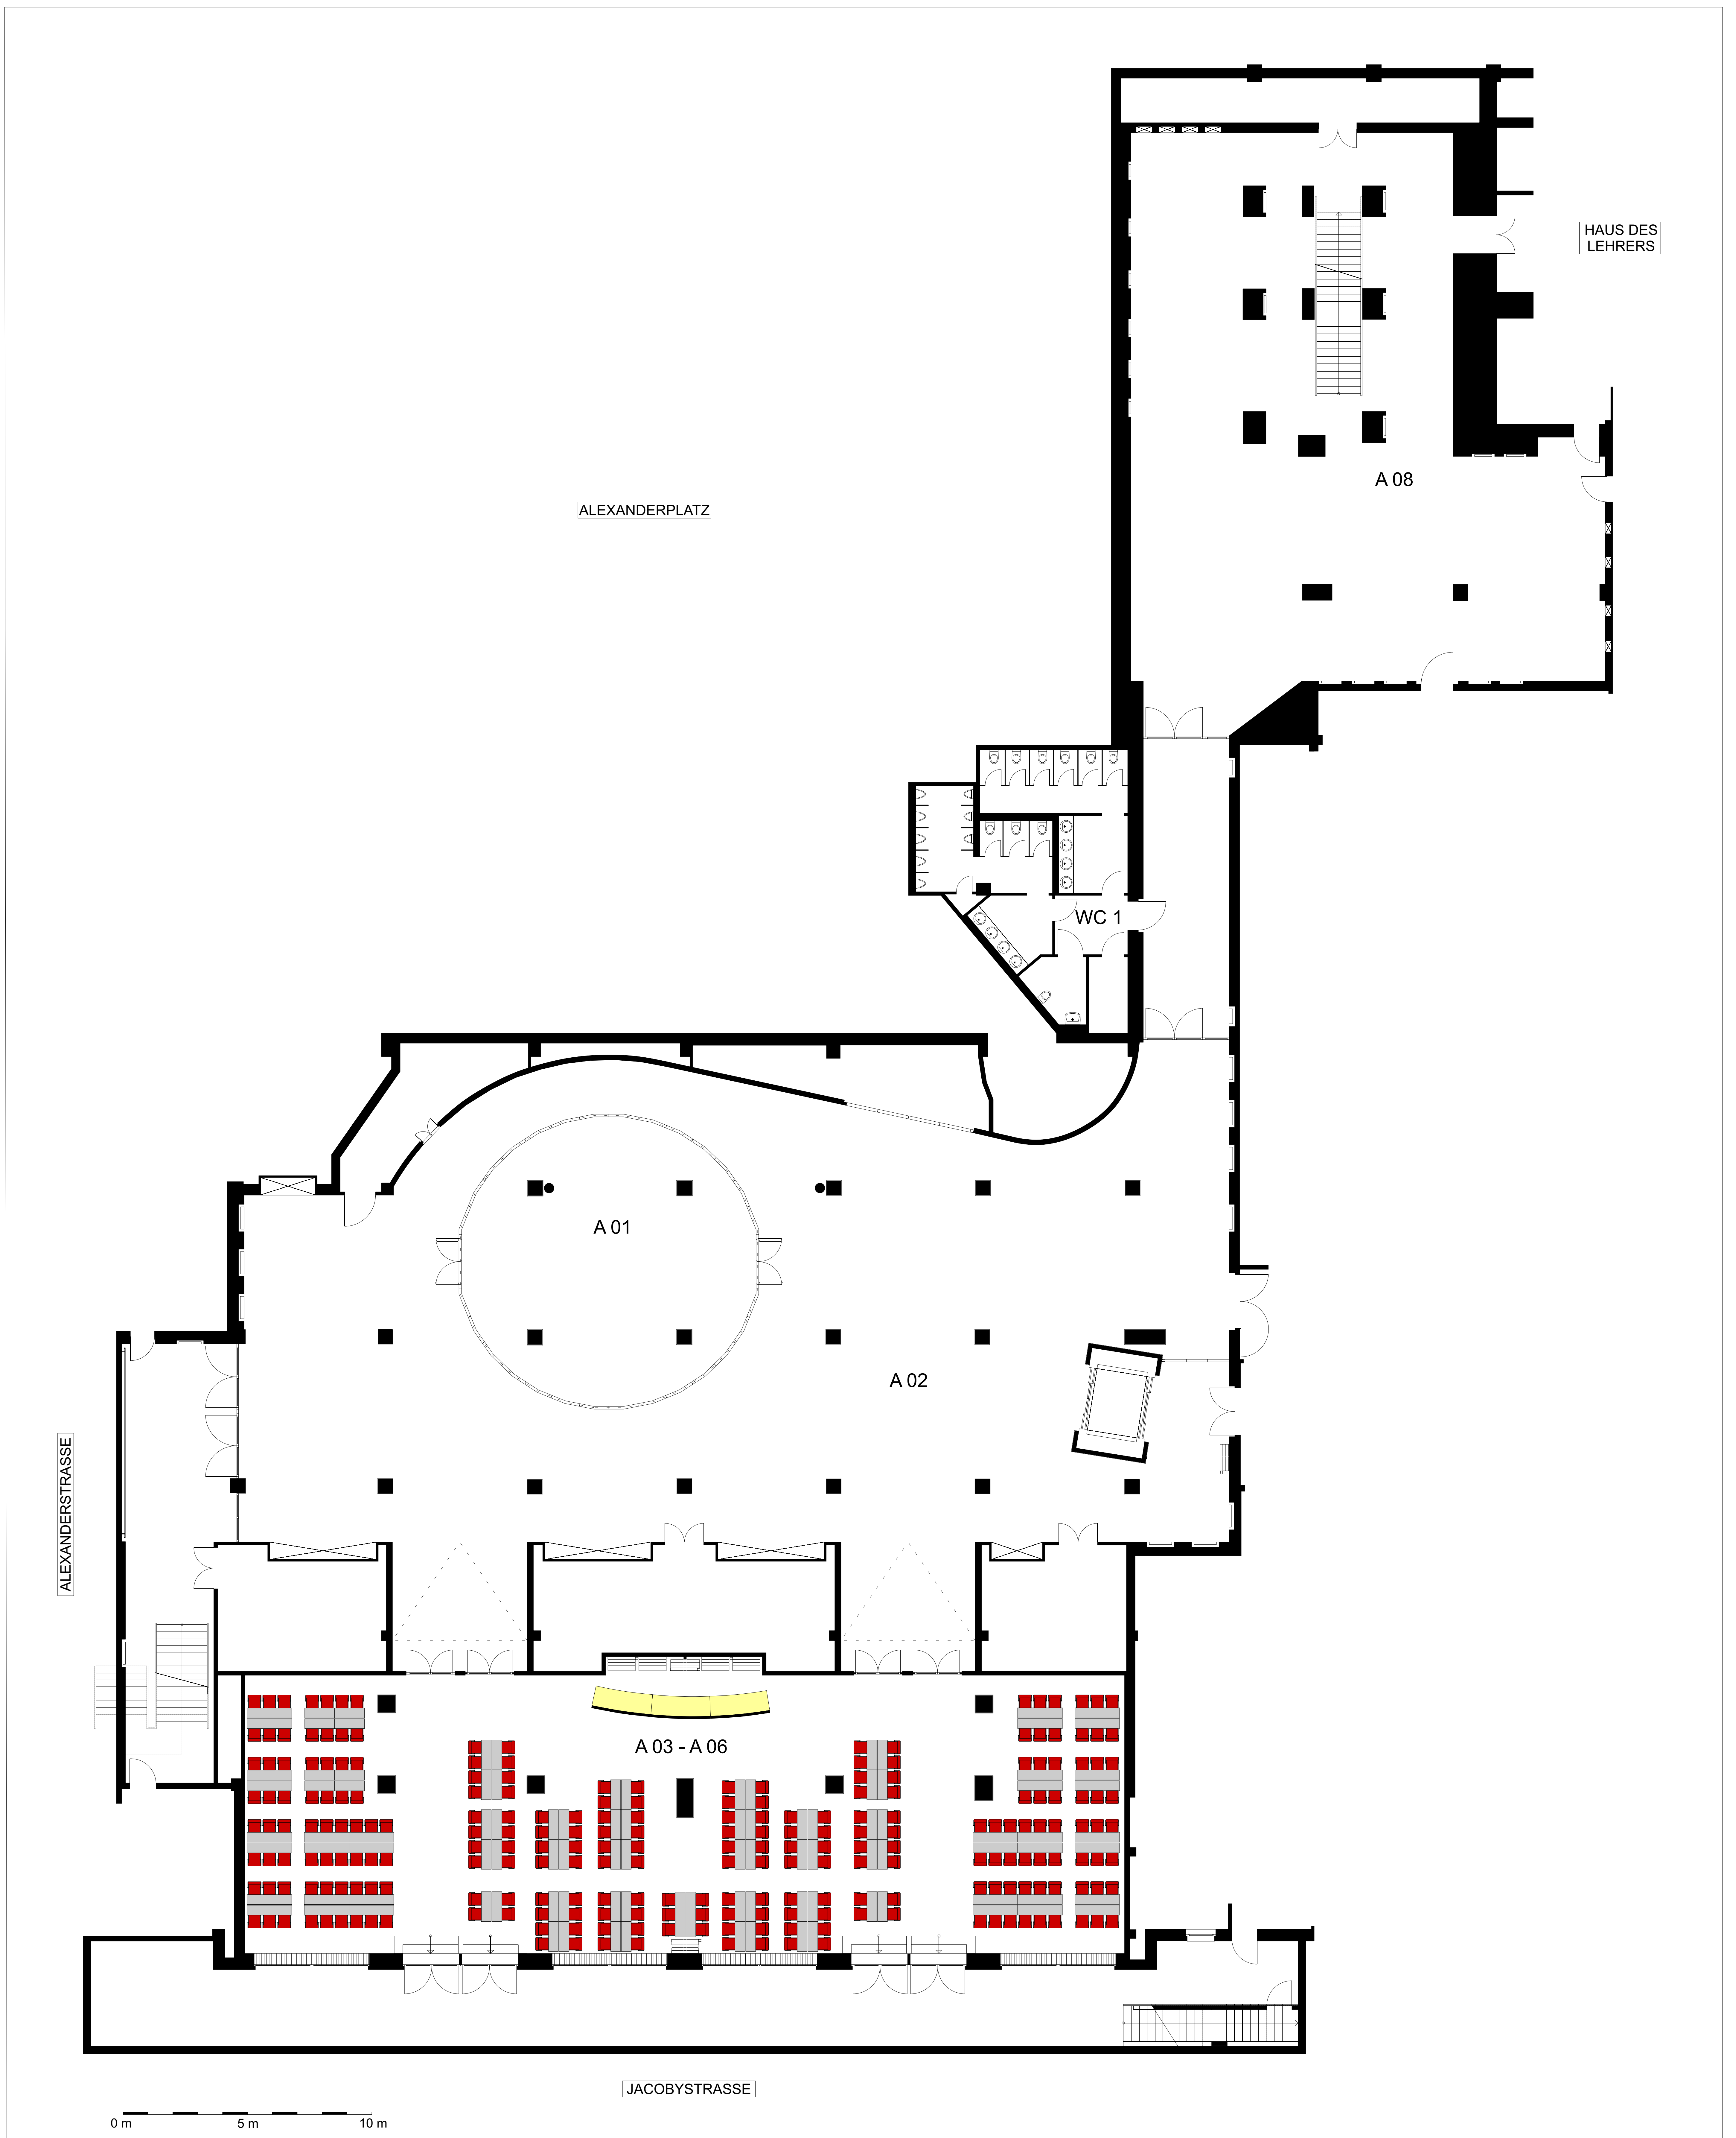 HAUS DES
LEHRERS
A 08
ALEXANDERPLATZ
WC 1
A 01
A 02
ALEXANDERSTRASSE
A 03 - A 06
JACOBYSTRASSE
0 m 5 m 10 m